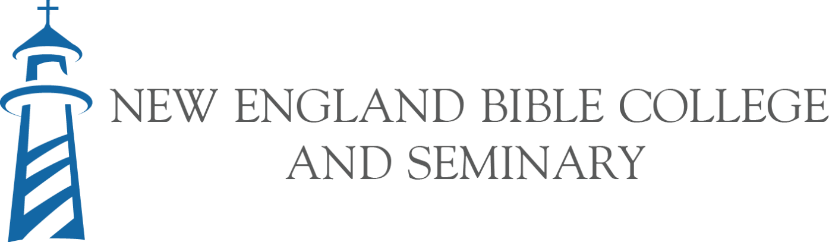 NEW ENGLAND BIBLE COLLEGE
AND SEMINARY